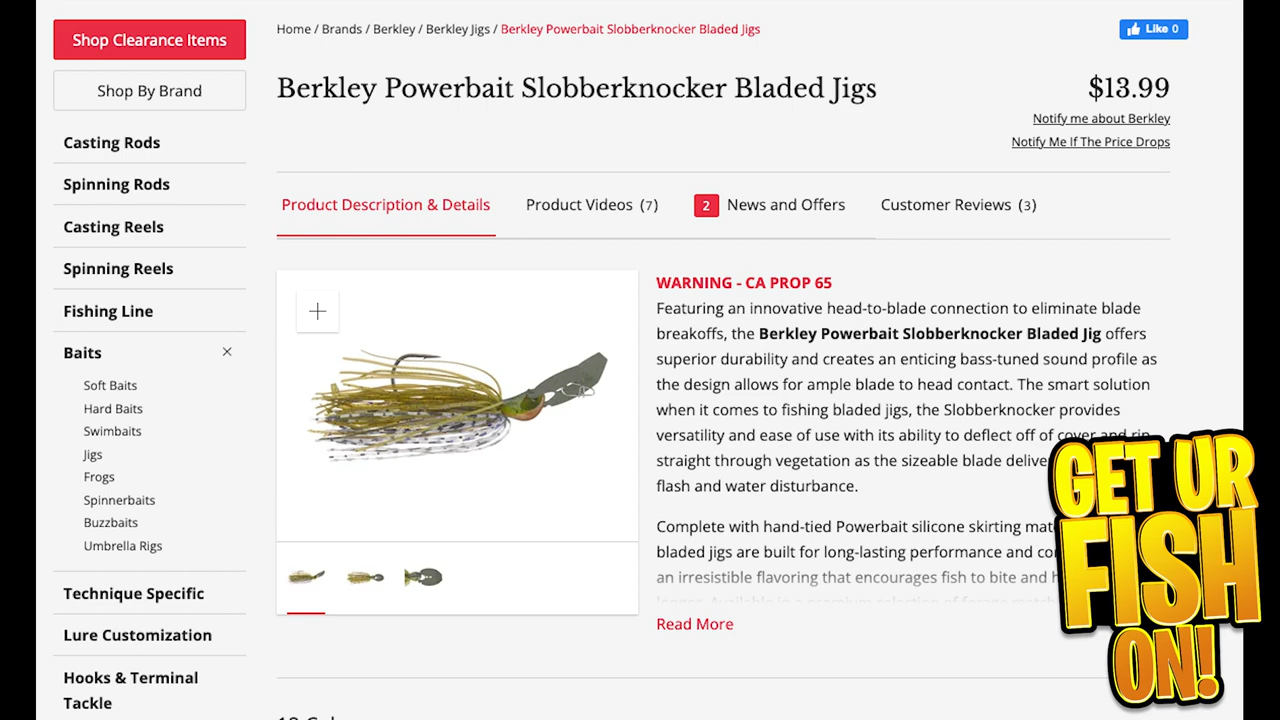 Shop Clearance Items
Shop By Brand
Casting Rods
Spinning Rods
Casting Reels
Spinning Reels
Fishing Line
Baits
Soft Baits
Hard Baits
Swimbaits
Jigs
Frogs
Spinnerbaits
Buzzbaits
Umbrella Rigs
Technique Specific
Lure Customization
Hooks & Terminal
Tackle
Home / Brands / Berkley / Berkley Jigs / Berkley Powerbait Slobberknocker Bladed Jigs
Like 0
Berkley Powerbait Slobberknocker Bladed Jigs
$13.99
Notify me about Berkley
Notify Me If The Price Drops
Product Description & Details
Product Videos (7)
2 News and Offers
Customer Reviews (3)
WARNING - CA PROP 65
Featuring an innovative head-to-blade connection to eliminate blade
breakoffs, the Berkley Powerbait Slobberknocker Bladed Jig offers
superior durability and creates an enticing bass-tuned sound profile as
the design allows for ample blade to head contact. The smart solution
when it comes to fishing bladed jigs, the Slobberknocker provides
versatility and ease of use with its ability to deflect off of cover and rip
straight through vegetation as the sizeable blade
flash and water disturbance.
Complete with hand-tied Powerbait silicone skirting
bladed jigs are built for long-lasting performance and
an irresistible flavoring that encourages fish to bite and
Read More
GET UR
FISH
ON!